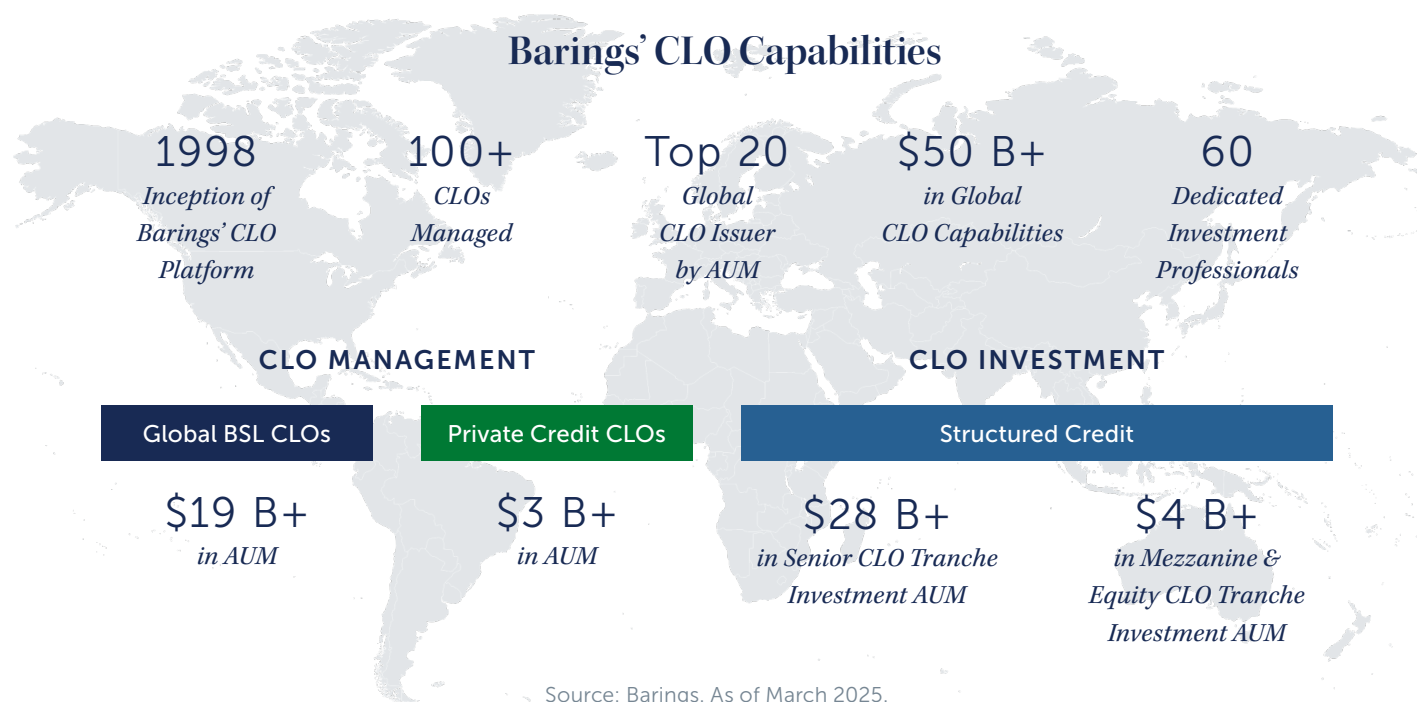 Barings’ CLO Capabilities
1998
Inception of
Barings’ CLO
Platform
100+
CLOs
Managed
Top 20
Global
CLO Issuer
by AUM
$50 B+
in Global
CLO Capabilities
60
Dedicated
Investment
Professionals
CLO MANAGEMENT
Global BSL CLOs
$19 B+
in AUM
Private Credit CLOs
$3 B+
in AUM
CLO INVESTMENT
Structured Credit
$28 B+
in Senior CLO Tranche
Investment AUM
$4 B+
in Mezzanine &
Equity CLO Tranche
Investment AUM
Source: Barings. As of March 2025.